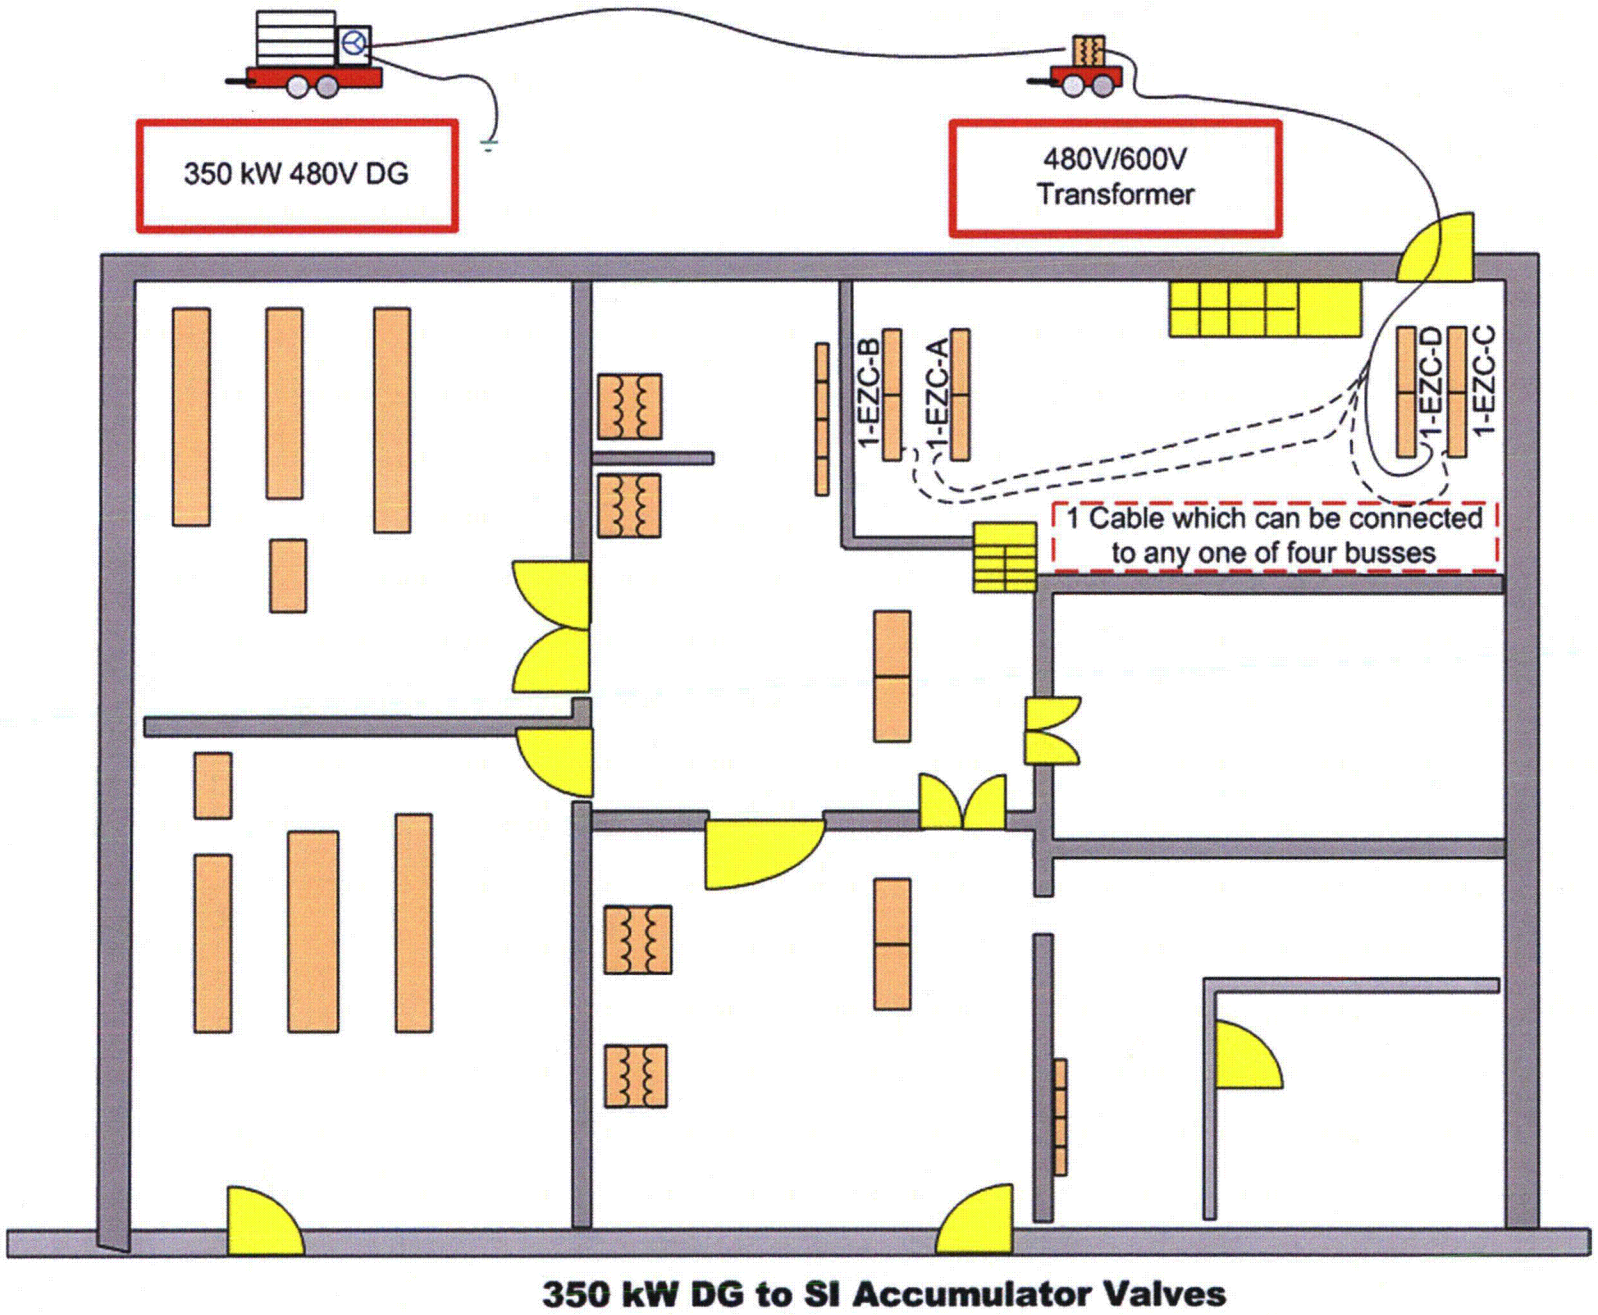 350 kW 480V DG
480V/600V
Transformer
1-EZC-B
1-EZC-A
1-EZC-D
1-EZC-C
1 Cable which can be connected
to any one of four busses
350 kW DG to SI Accumulator Valves